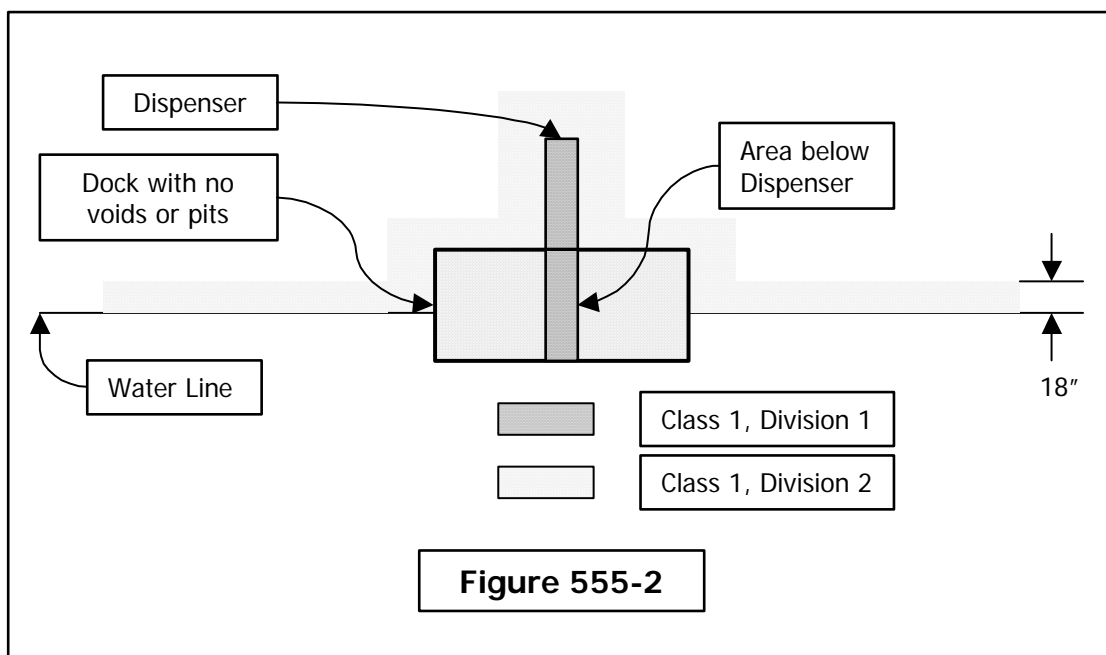 Dispenser
Dock with no
voids or pits
Area below
Dispenser
Water Line
18"
Class 1, Division 1
Class 1, Division 2
Figure 555-2